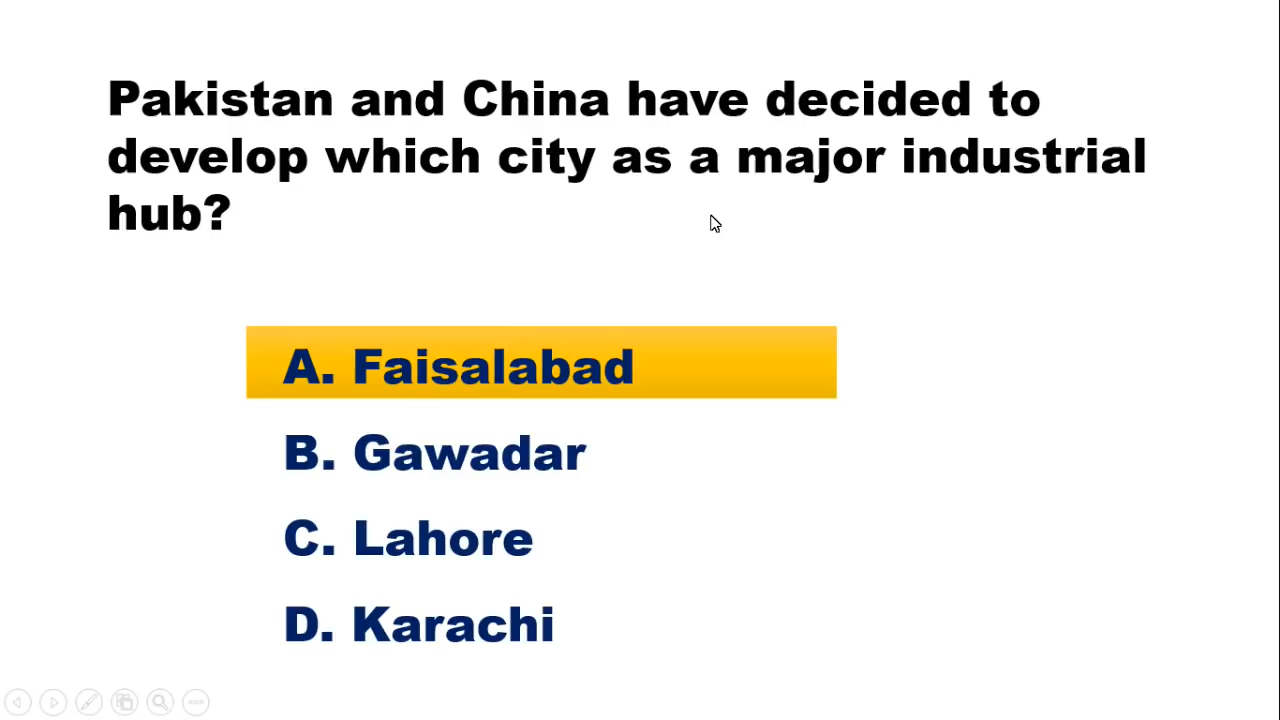 Pakistan and China have decided to
develop which city as a major industrial
hub?
A. Faisalabad
B. Gawadar
C. Lahore
D. Karachi